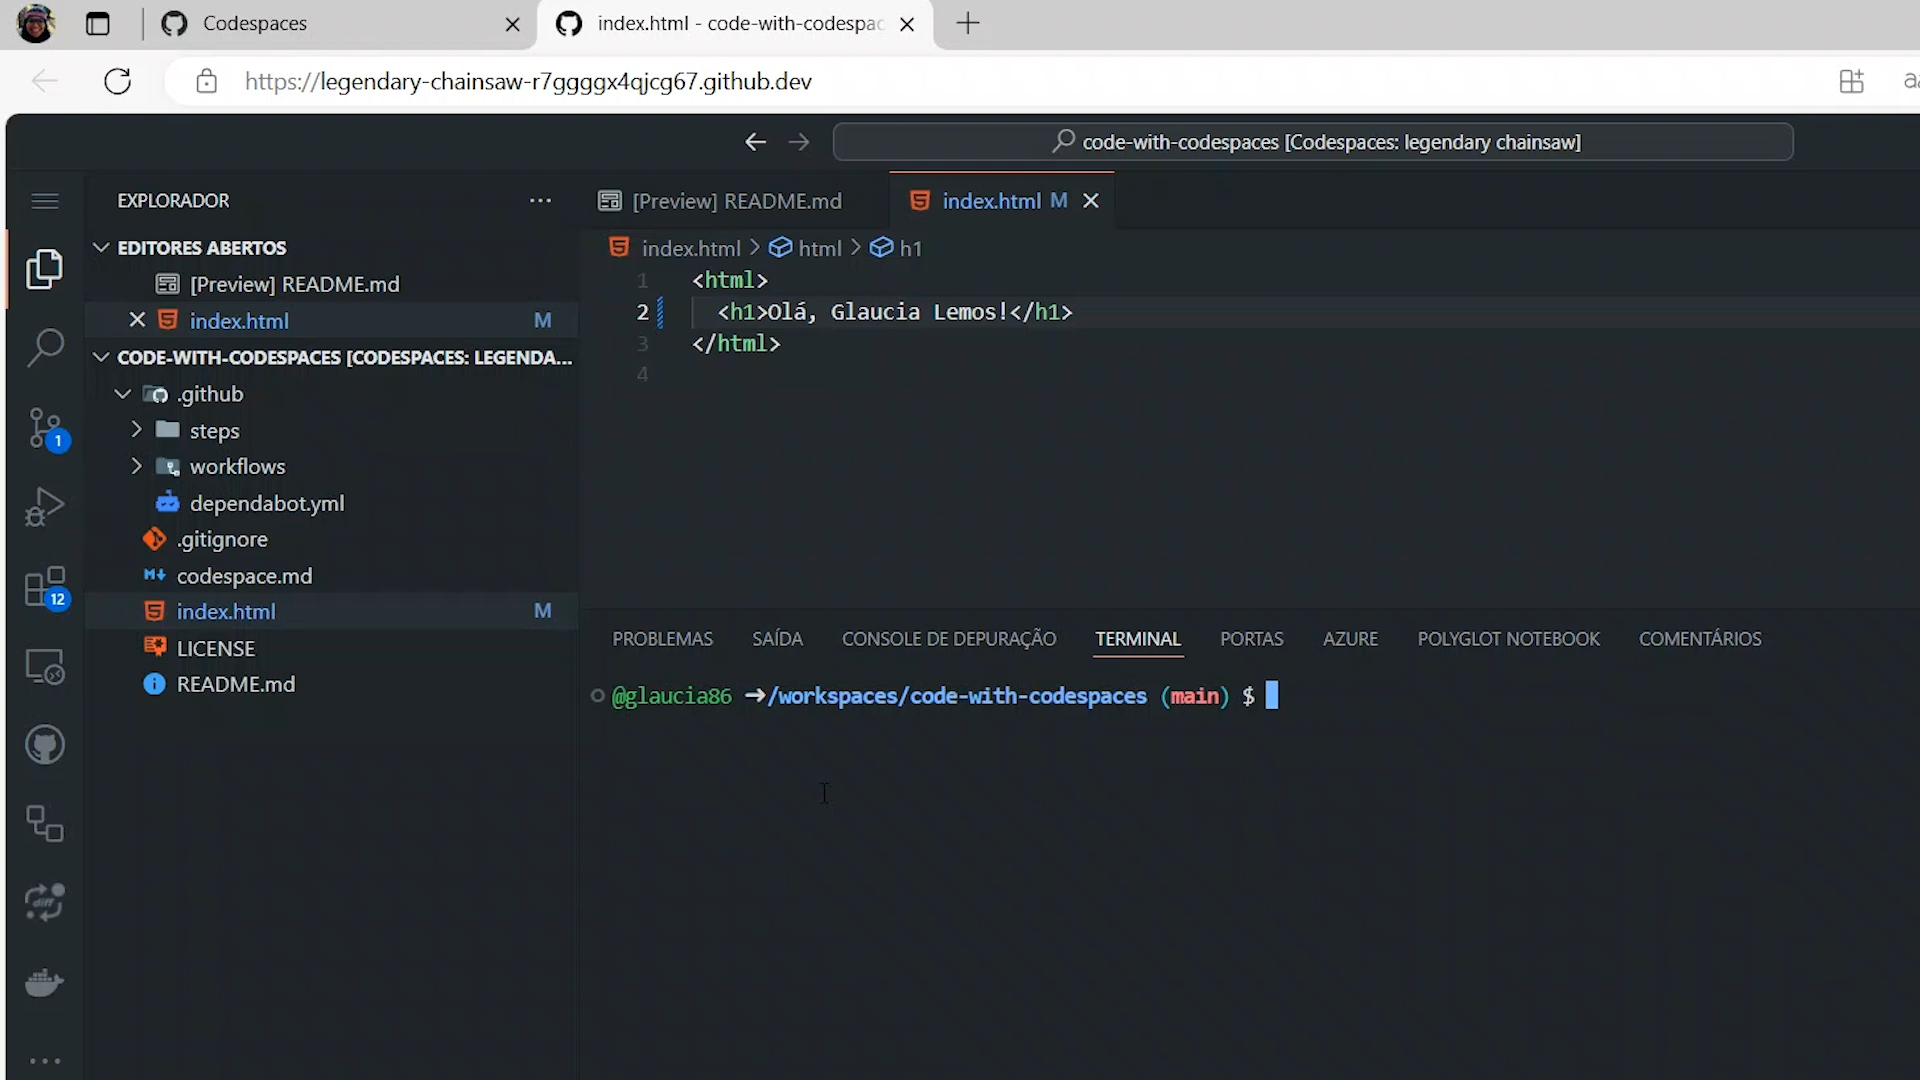 Codespaces
index.html - code-with-codespac
https://legendary-chainsaw-r7ggggx4qjcg67.github.dev
code-with-codespaces [Codespaces: legendary chainsaw]
EXPLORADOR
EDITORES ABERTOS
[Preview] README.md
index.html M
CODE-WITH-CODESPACES [CODESPACES: LEGENDA...
.github
steps
workflows
dependabot.yml
.gitignore
codespace.md
index.html M
LICENSE
README.md
1
12
diff
[Preview] README.md
index.html M
index.html > html > h1
1 <html>
2 <h1>Olá, Glaucia Lemos!</h1>
3 </html>
4
PROBLEMAS SAÍDA CONSOLE DE DEPURAÇÃO TERMINAL PORTAS AZURE POLYGLOT NOTEBOOK COMENTÁRIOS
@glaucia86 ➜/workspaces/code-with-codespaces (main) $